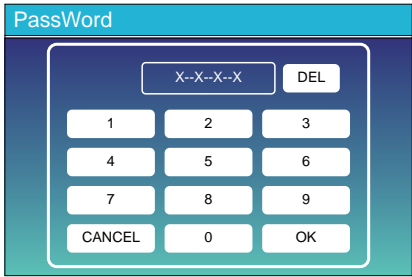 PassWord
X--X--X--X DEL
1 2 3
4 5 6
7 8 9
CANCEL 0 OK